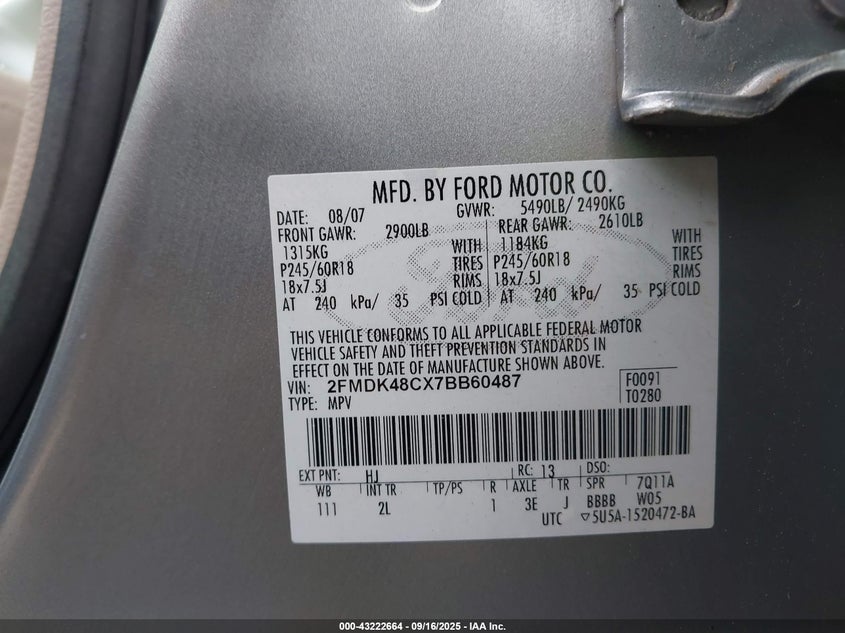 MFD. BY FORD MOTOR CO.
DATE: 08/07 GVWR: 5490LB/ 2490KG
FRONT GAWR: 2900LB REAR GAWR: 2610LB
1315KG WITH 1184KG WITH
P245/60R18 TIRES P245/60R18 TIRES
18x7.5J RIMS 18x7.5J RIMS
AT 240 kPa/ 35 PSI COLD AT 240 kPa/ 35 PSI COLD
Ford
THIS VEHICLE CONFORMS TO ALL APPLICABLE FEDERAL MOTOR
VEHICLE SAFETY AND THEFT PREVENTION STANDARDS IN
EFFECT ON THE DATE OF MANUFACTURE SHOWN ABOVE.
VIN: 2FMDK48CX7BB60487 F0091
TYPE: MPV T0280
EXT PNT: HJ RC: 13 DSO:
WB INT TR TP/PS R AXLE TR SPR 7Q11A
111 2L 1 3E J BBBB W05
UTC ▽5U5A-1520472-BA
000-43222664 - 09/16/2025 - IAA Inc.